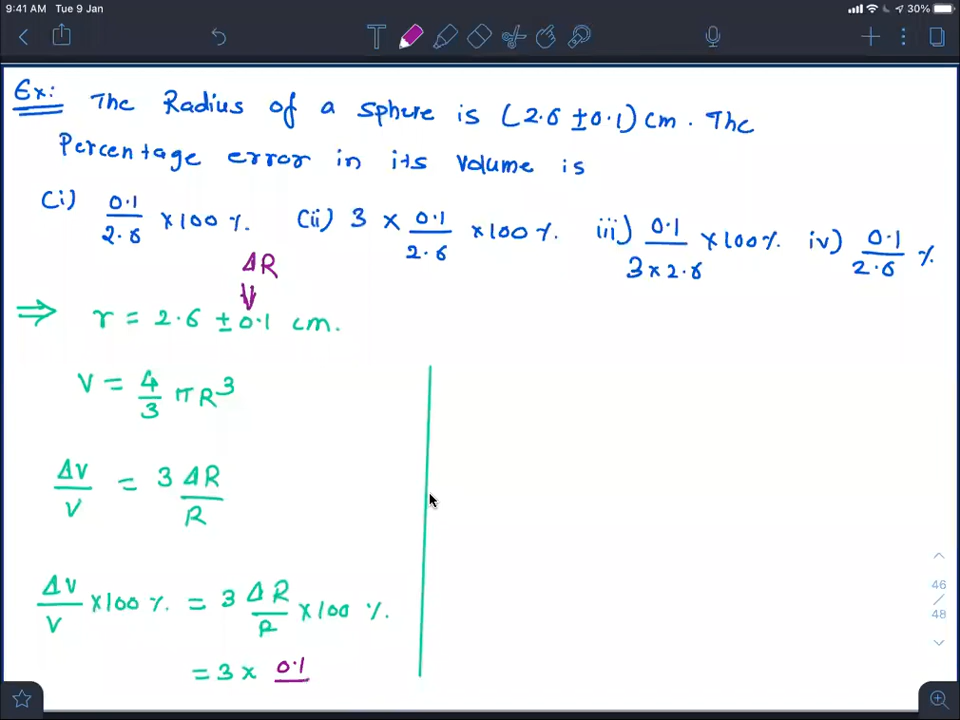 9:41 AM Tue 9 Jan 30%
Ex: The Radius of a sphere is (2.6 ± 0.1) cm. The
Percentage error in its volume is
(i) 0.1/2.6 × 100 %. (ii) 3 × 0.1/2.6 × 100 %. iii) 0.1/3×2.6 × 100 %. iv) 0.1/2.6 %
ΔR
⇒ r = 2.6 ± 0.1 cm.
V = 4/3 π R³
ΔV/V = 3 ΔR/R
ΔV/V × 100 %. = 3 ΔR/R × 100 %.
= 3 × 0.1
46
/
48